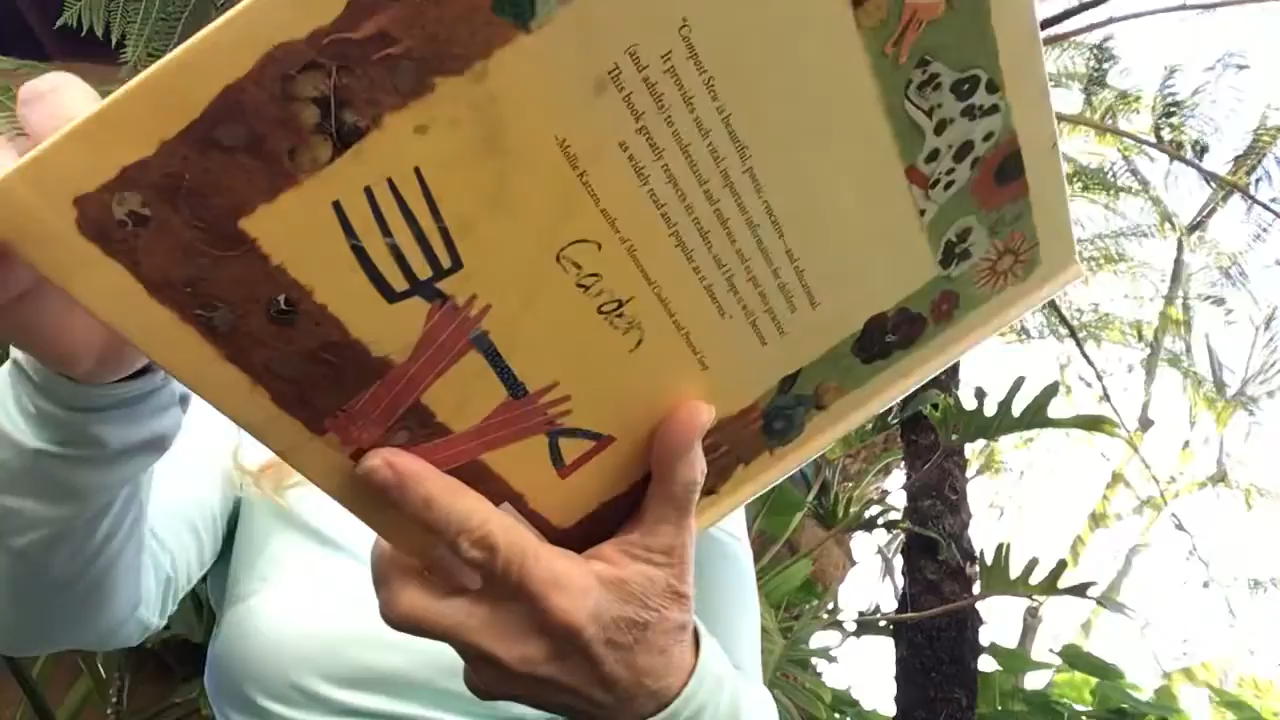 "Compost Stew is beautiful, poetic, evocative—and educational.
It provides such vital, important information for children
(and adults) to understand and embrace and to put into practice!
This book greatly respects its readers, and I hope it will become
as widely read and popular as it deserves."
-Mollie Katzen, author of Moosewood Cookbook and Pretend Soup
Garden